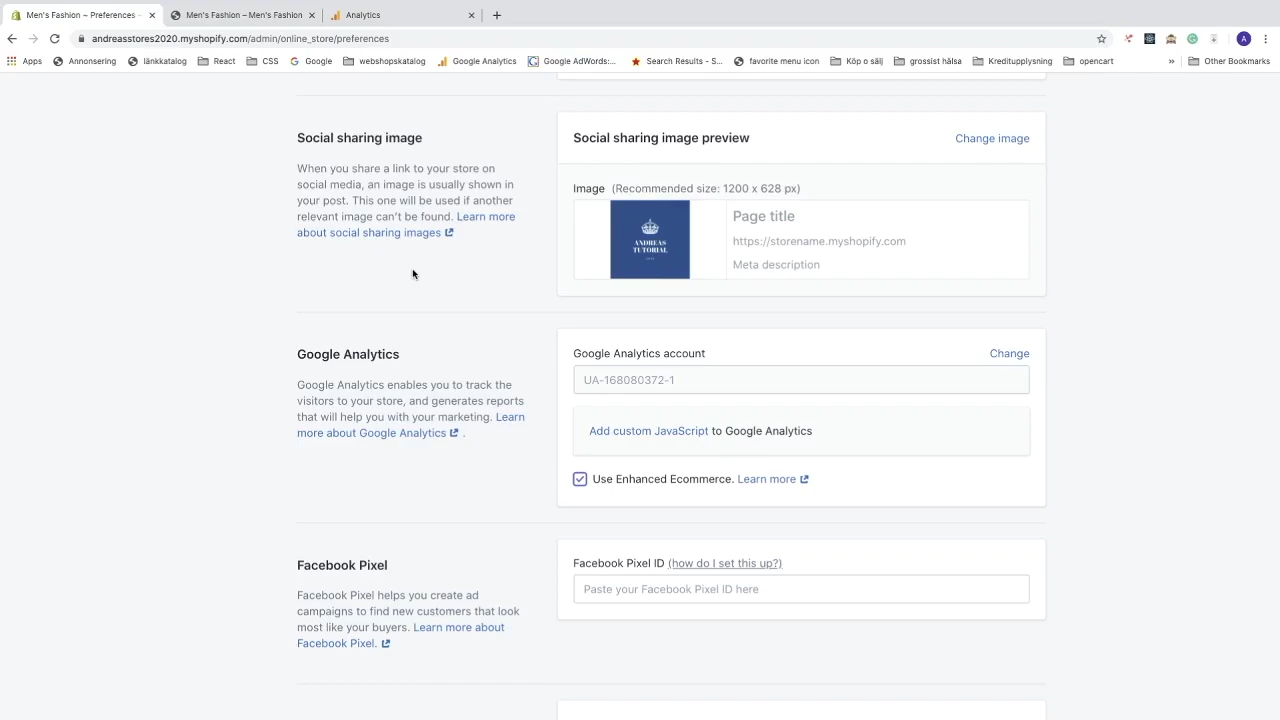 Men's Fashion ~ Preferences -
Men's Fashion – Men's Fashion
Analytics
andreasstores2020.myshopify.com/admin/online_store/preferences
A
Apps
Annonsering
länkkatalog
React
CSS
Google
webshopskatalog
Google Analytics
Google AdWords:...
Search Results - S...
favorite menu icon
Köp o sälj
grossist hälsa
Kreditupplysning
opencart
»
Other Bookmarks
Social sharing image
When you share a link to your store on
social media, an image is usually shown in
your post. This one will be used if another
relevant image can't be found. Learn more
about social sharing images
Social sharing image preview
Change image
Image (Recommended size: 1200 x 628 px)
ANDREAS
TUTORIAL
Page title
https://storename.myshopify.com
Meta description
Google Analytics
Google Analytics enables you to track the
visitors to your store, and generates reports
that will help you with your marketing. Learn
more about Google Analytics .
Google Analytics account
Change
UA-168080372-1
Add custom JavaScript to Google Analytics
Use Enhanced Ecommerce. Learn more
Facebook Pixel
Facebook Pixel helps you create ad
campaigns to find new customers that look
most like your buyers. Learn more about
Facebook Pixel.
Facebook Pixel ID (how do I set this up?)
Paste your Facebook Pixel ID here